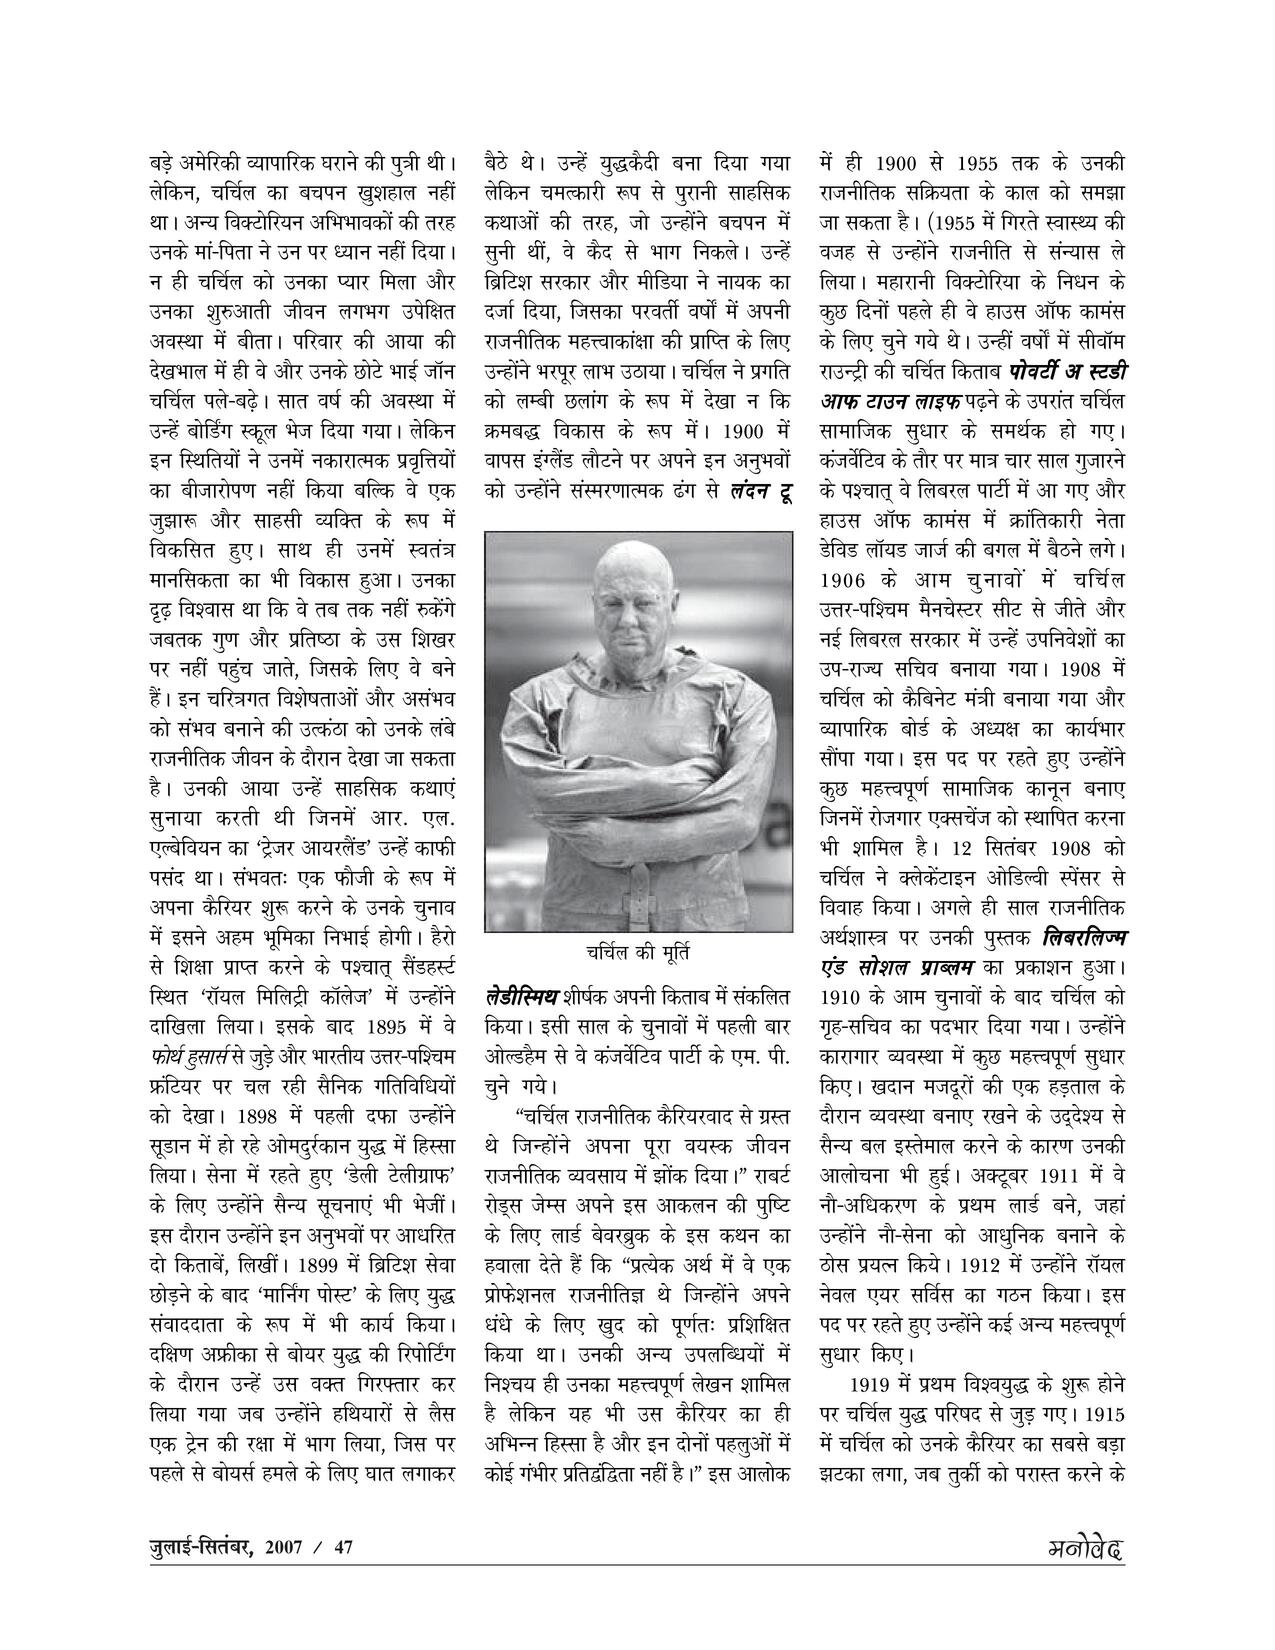 बड़े अमेरिकी व्यापारिक घराने की पुत्री थी।
लेकिन, चर्चिल का बचपन खुशहाल नहीं
था। अन्य विक्टोरियन अभिभावकों की तरह
उनके मां-पिता ने उन पर ध्यान नहीं दिया।
न ही चर्चिल को उनका प्यार मिला और
उनका शुरुआती जीवन लगभग उपेक्षित
अवस्था में बीता। परिवार की आया की
देखभाल में ही वे और उनके छोटे भाई जॉन
चर्चिल पले-बढ़े। सात वर्ष की अवस्था में
उन्हें बोर्डिंग स्कूल भेज दिया गया। लेकिन
इन स्थितियों ने उनमें नकारात्मक प्रवृत्तियों
का बीजारोपण नहीं किया बल्कि वे एक
जुझारू और साहसी व्यक्ति के रूप में
विकसित हुए। साथ ही उनमें स्वतंत्र
मानसिकता का भी विकास हुआ। उनका
दृढ़ विश्वास था कि वे तब तक नहीं रुकेंगे
जबतक गुण और प्रतिष्ठा के उस शिखर
पर नहीं पहुंच जाते, जिसके लिए वे बने
हैं। इन चरित्रगत विशेषताओं और असंभव
को संभव बनाने की उत्कंठा को उनके लंबे
राजनीतिक जीवन के दौरान देखा जा सकता
है। उनकी आया उन्हें साहसिक कथाएं
सुनाया करती थी जिनमें आर. एल.
एल्बेवियन का ‘ट्रेजर आयरलैंड’ उन्हें काफी
पसंद था। संभवतः एक फौजी के रूप में
अपना कैरियर शुरू करने के उनके चुनाव
में इसने अहम भूमिका निभाई होगी। हैरो
से शिक्षा प्राप्त करने के पश्चात् सैंडहर्स्ट
स्थित ‘रॉयल मिलिट्री कॉलेज’ में उन्होंने
दाखिला लिया। इसके बाद 1895 में वे
फोर्थ हुसार्स से जुड़े और भारतीय उत्तर-पश्चिम
फ्रंटियर पर चल रही सैनिक गतिविधियों
को देखा। 1898 में पहली दफा उन्होंने
सूडान में हो रहे ओमदुर्रकान युद्ध में हिस्सा
लिया। सेना में रहते हुए ‘डेली टेलीग्राफ’
के लिए उन्होंने सैन्य सूचनाएं भी भेजीं।
इस दौरान उन्होंने इन अनुभवों पर आधरित
दो किताबें, लिखीं। 1899 में ब्रिटिश सेवा
छोड़ने के बाद ‘मार्निंग पोस्ट’ के लिए युद्ध
संवाददाता के रूप में भी कार्य किया।
दक्षिण अफ्रीका से बोयर युद्ध की रिपोर्टिंग
के दौरान उन्हें उस वक्त गिरफ्तार कर
लिया गया जब उन्होंने हथियारों से लैस
एक ट्रेन की रक्षा में भाग लिया, जिस पर
पहले से बोयर्स हमले के लिए घात लगाकर
बैठे थे। उन्हें युद्धकैदी बना दिया गया
लेकिन चमत्कारी रूप से पुरानी साहसिक
कथाओं की तरह, जो उन्होंने बचपन में
सुनी थीं, वे कैद से भाग निकले। उन्हें
ब्रिटिश सरकार और मीडिया ने नायक का
दर्जा दिया, जिसका परवर्ती वर्षों में अपनी
राजनीतिक महत्त्वाकांक्षा की प्राप्ति के लिए
उन्होंने भरपूर लाभ उठाया। चर्चिल ने प्रगति
को लम्बी छलांग के रूप में देखा न कि
क्रमबद्ध विकास के रूप में। 1900 में
वापस इंग्लैंड लौटने पर अपने इन अनुभवों
को उन्होंने संस्मरणात्मक ढंग से लंदन टू
चर्चिल की मूर्ति
लेडीस्मिथ शीर्षक अपनी किताब में संकलित
किया। इसी साल के चुनावों में पहली बार
ओल्डहैम से वे कंजर्वेटिव पार्टी के एम. पी.
चुने गये।
“चर्चिल राजनीतिक कैरियरवाद से ग्रस्त
थे जिन्होंने अपना पूरा वयस्क जीवन
राजनीतिक व्यवसाय में झोंक दिया।” राबर्ट
रोड्स जेम्स अपने इस आकलन की पुष्टि
के लिए लार्ड बेवरब्रुक के इस कथन का
हवाला देते हैं कि “प्रत्येक अर्थ में वे एक
प्रोफेशनल राजनीतिज्ञ थे जिन्होंने अपने
धंधे के लिए खुद को पूर्णतः प्रशिक्षित
किया था। उनकी अन्य उपलब्धियों में
निश्चय ही उनका महत्त्वपूर्ण लेखन शामिल
है लेकिन यह भी उस कैरियर का ही
अभिन्न हिस्सा है और इन दोनों पहलुओं में
कोई गंभीर प्रतिद्वंद्विता नहीं है।” इस आलोक
में ही 1900 से 1955 तक के उनकी
राजनीतिक सक्रियता के काल को समझा
जा सकता है। (1955 में गिरते स्वास्थ्य की
वजह से उन्होंने राजनीति से संन्यास ले
लिया। महारानी विक्टोरिया के निधन के
कुछ दिनों पहले ही वे हाउस ऑफ कामंस
के लिए चुने गये थे। उन्हीं वर्षों में सीवॉम
राउन्ट्री की चर्चित किताब पोवर्टी अ स्टडी
आफ टाउन लाइफ पढ़ने के उपरांत चर्चिल
सामाजिक सुधार के समर्थक हो गए।
कंजर्वेटिव के तौर पर मात्र चार साल गुजारने
के पश्चात् वे लिबरल पार्टी में आ गए और
हाउस ऑफ कामंस में क्रांतिकारी नेता
डेविड लॉयड जार्ज की बगल में बैठने लगे।
1906 के आम चुनावों में चर्चिल
उत्तर-पश्चिम मैनचेस्टर सीट से जीते और
नई लिबरल सरकार में उन्हें उपनिवेशों का
उप-राज्य सचिव बनाया गया। 1908 में
चर्चिल को कैबिनेट मंत्री बनाया गया और
व्यापारिक बोर्ड के अध्यक्ष का कार्यभार
सौंपा गया। इस पद पर रहते हुए उन्होंने
कुछ महत्त्वपूर्ण सामाजिक कानून बनाए
जिनमें रोजगार एक्सचेंज को स्थापित करना
भी शामिल है। 12 सितंबर 1908 को
चर्चिल ने क्लेकेंटाइन ओडिल्वी स्पेंसर से
विवाह किया। अगले ही साल राजनीतिक
अर्थशास्त्र पर उनकी पुस्तक लिबरलिज्म
एंड सोशल प्राब्लम का प्रकाशन हुआ।
1910 के आम चुनावों के बाद चर्चिल को
गृह-सचिव का पदभार दिया गया। उन्होंने
कारागार व्यवस्था में कुछ महत्त्वपूर्ण सुधार
किए। खदान मजदूरों की एक हड़ताल के
दौरान व्यवस्था बनाए रखने के उद्देश्य से
सैन्य बल इस्तेमाल करने के कारण उनकी
आलोचना भी हुई। अक्टूबर 1911 में वे
नौ-अधिकरण के प्रथम लार्ड बने, जहां
उन्होंने नौ-सेना को आधुनिक बनाने के
ठोस प्रयत्न किये। 1912 में उन्होंने रॉयल
नेवल एयर सर्विस का गठन किया। इस
पद पर रहते हुए उन्होंने कई अन्य महत्त्वपूर्ण
सुधार किए।
1919 में प्रथम विश्वयुद्ध के शुरू होने
पर चर्चिल युद्ध परिषद से जुड़ गए। 1915
में चर्चिल को उनके कैरियर का सबसे बड़ा
झटका लगा, जब तुर्की को परास्त करने के
जुलाई-सितंबर, 2007 / 47
मनोवेद